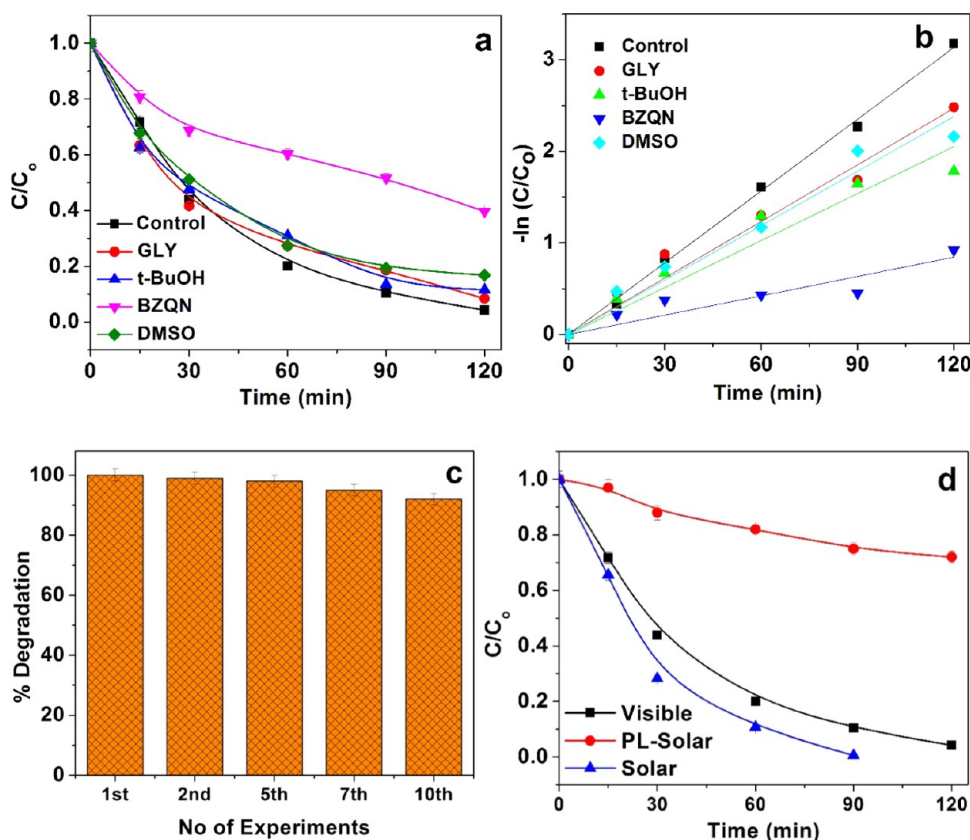 a
C/Co
1.0
0.8
0.6
0.4
0.2
0.0
Control
GLY
t-BuOH
BZQN
DMSO
0 30 60 90 120
Time (min)
b
-ln (C/Co)
3
2
1
0
Control
GLY
t-BuOH
BZQN
DMSO
0 30 60 90 120
Time (min)
c
% Degradation
100
80
60
40
20
0
1st 2nd 5th 7th 10th
No of Experiments
d
C/Co
1.0
0.8
0.6
0.4
0.2
0.0
Visible
PL-Solar
Solar
0 30 60 90 120
Time (min)